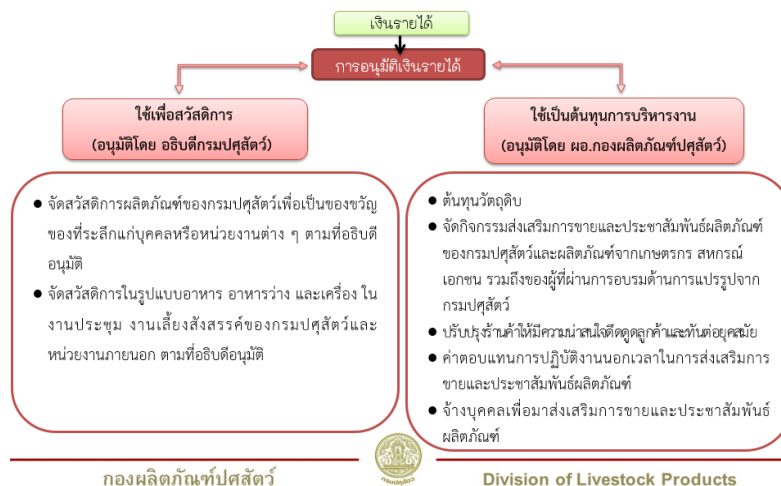 เงินรายได้
การอนุมัติเงินรายได้
ใช้เพื่อสวัสดิการ
(อนุมัติโดย อธิบดีกรมปศุสัตว์)
ใช้เป็นต้นทุนการบริหารงาน
(อนุมัติโดย ผอ.กองผลิตภัณฑ์ปศุสัตว์)
● จัดสวัสดิการผลิตภัณฑ์ของกรมปศุสัตว์เพื่อเป็นของขวัญ
ของที่ระลึกแก่บุคคลหรือหน่วยงานต่าง ๆ ตามที่อธิบดี
อนุมัติ
● จัดสวัสดิการในรูปแบบอาหาร อาหารว่าง และเครื่อง ใน
งานประชุม งานเลี้ยงสังสรรค์ของกรมปศุสัตว์และ
หน่วยงานภายนอก ตามที่อธิบดีอนุมัติ
● ต้นทุนวัตถุดิบ
● จัดกิจกรรมส่งเสริมการขายและประชาสัมพันธ์ผลิตภัณฑ์
ของกรมปศุสัตว์และผลิตภัณฑ์จากเกษตรกร สหกรณ์
เอกชน รวมถึงของผู้ที่ผ่านการอบรมด้านการแปรรูปจาก
กรมปศุสัตว์
● ปรับปรุงร้านค้าให้มีความน่าสนใจดึงดูดลูกค้าและทันต่อยุคสมัย
● ค่าตอบแทนการปฏิบัติงานนอกเวลาในการส่งเสริมการ
ขายและประชาสัมพันธ์ผลิตภัณฑ์
● จ้างบุคคลเพื่อมาส่งเสริมการขายและประชาสัมพันธ์
ผลิตภัณฑ์
กองผลิตภัณฑ์ปศุสัตว์
กรมปศุสัตว์
Division of Livestock Products